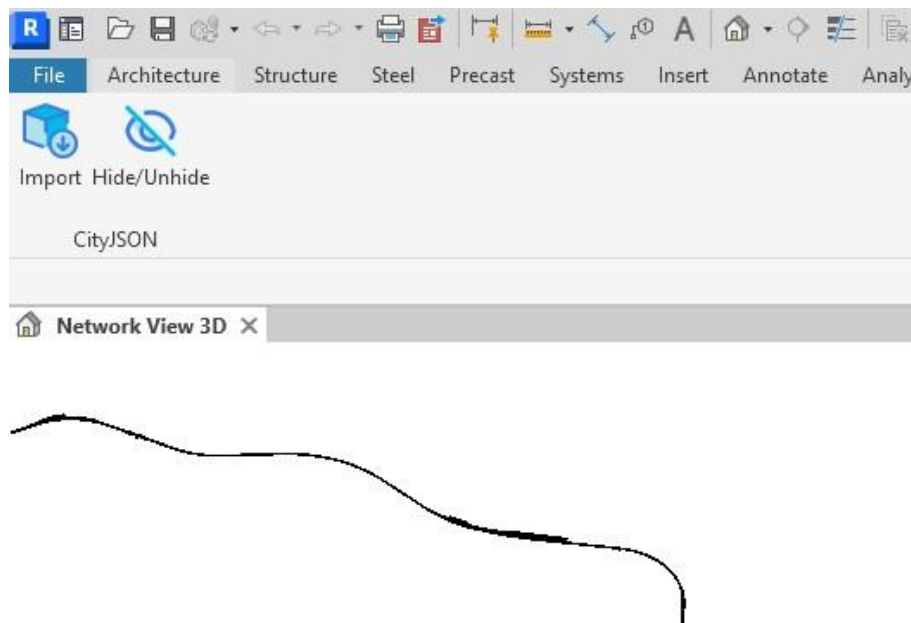 R
A
File Architecture Structure Steel Precast Systems Insert Annotate Analy
Import Hide/Unhide
CityJSON
Network View 3D